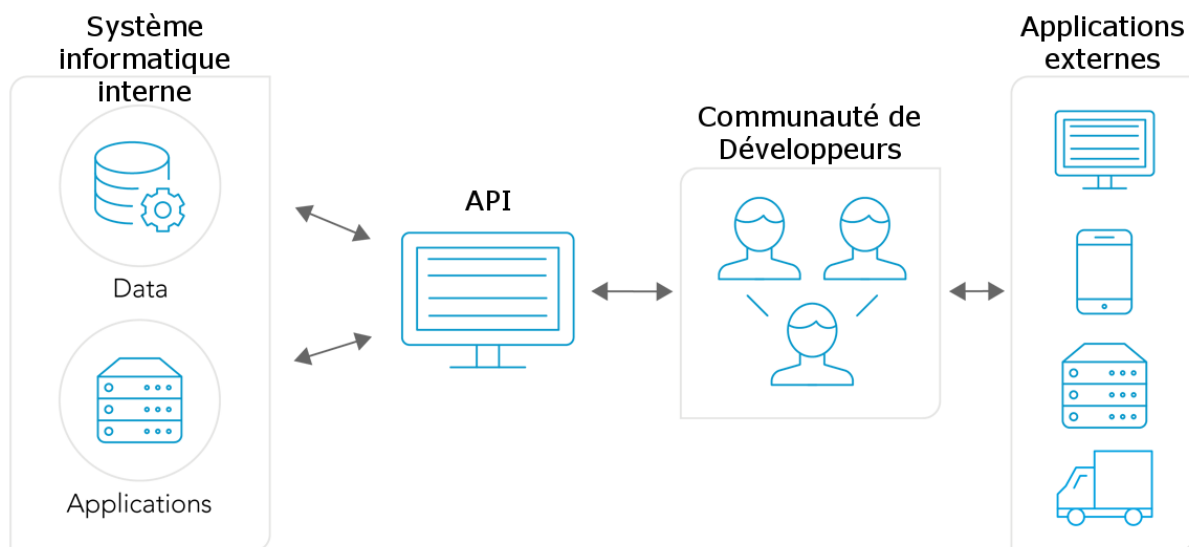 Système
informatique
interne
Data
Applications
API
Communauté de
Développeurs
Applications
externes